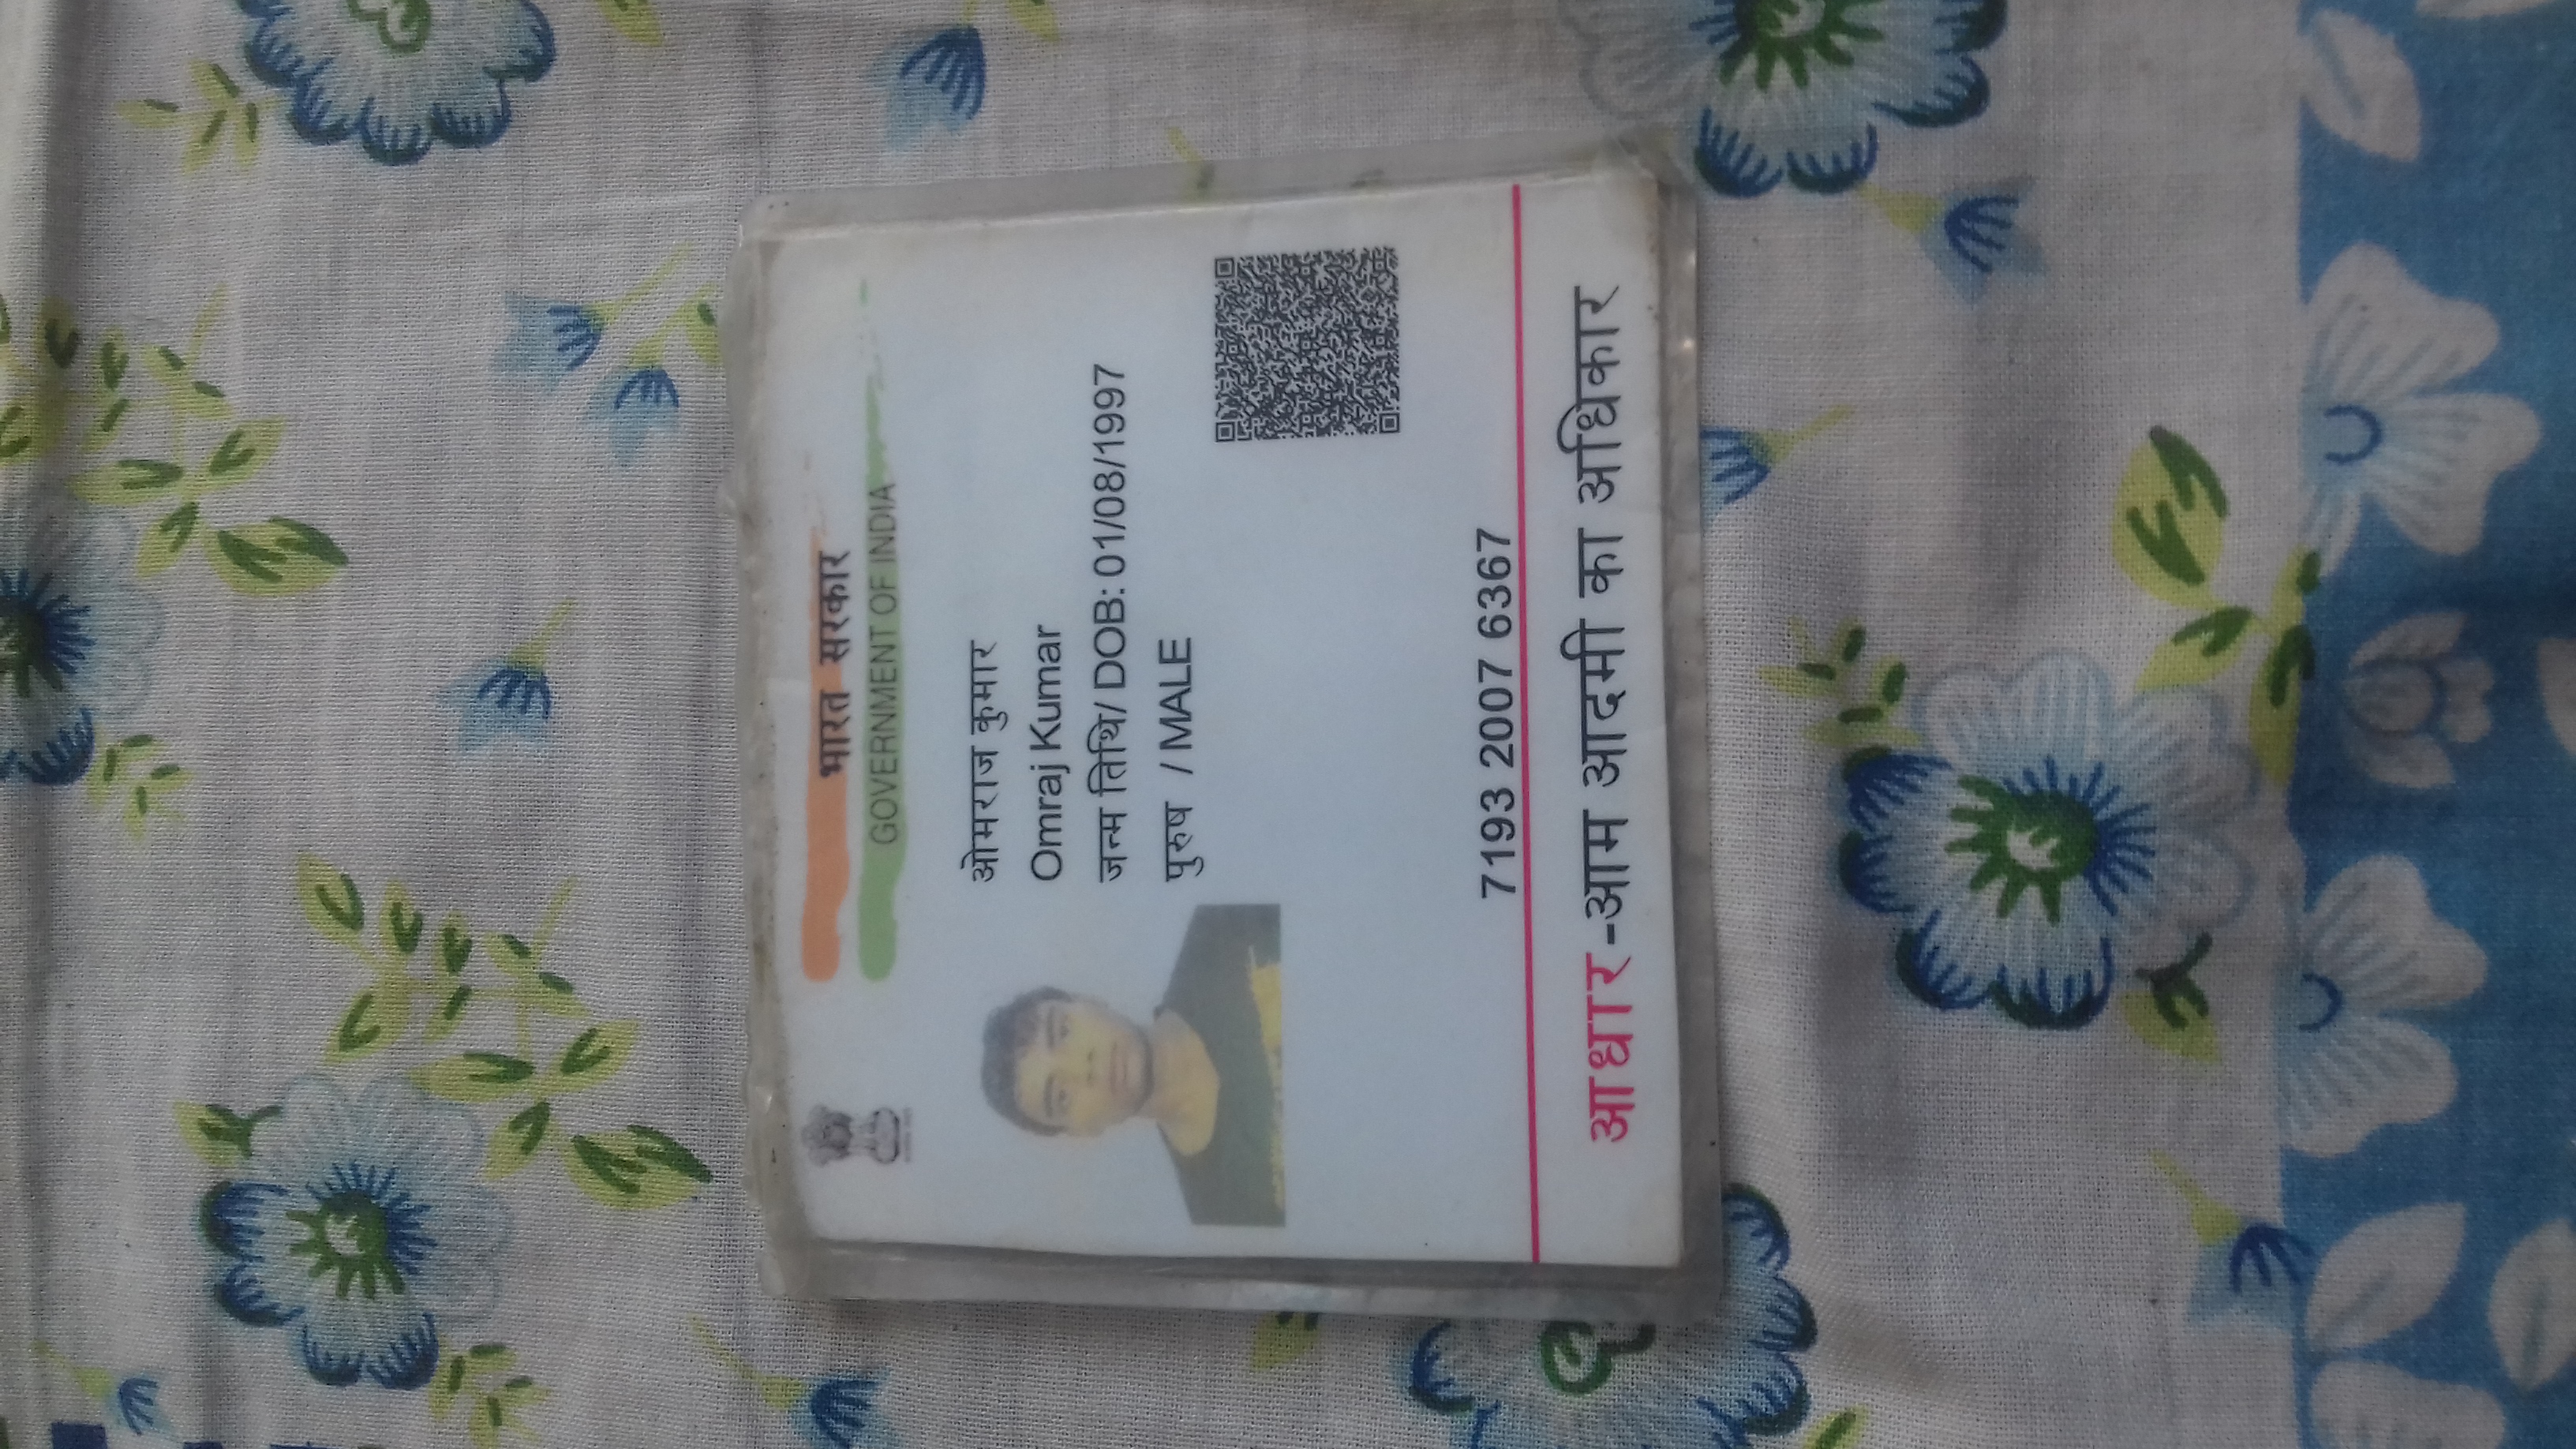 भारत सरकार
GOVERNMENT OF INDIA
ओमराज कुमार
Omraj Kumar
जन्म तिथि/ DOB: 01/08/1997
पुरुष / MALE
7193 2007 6367
आधार-आम आदमी का अधिकार